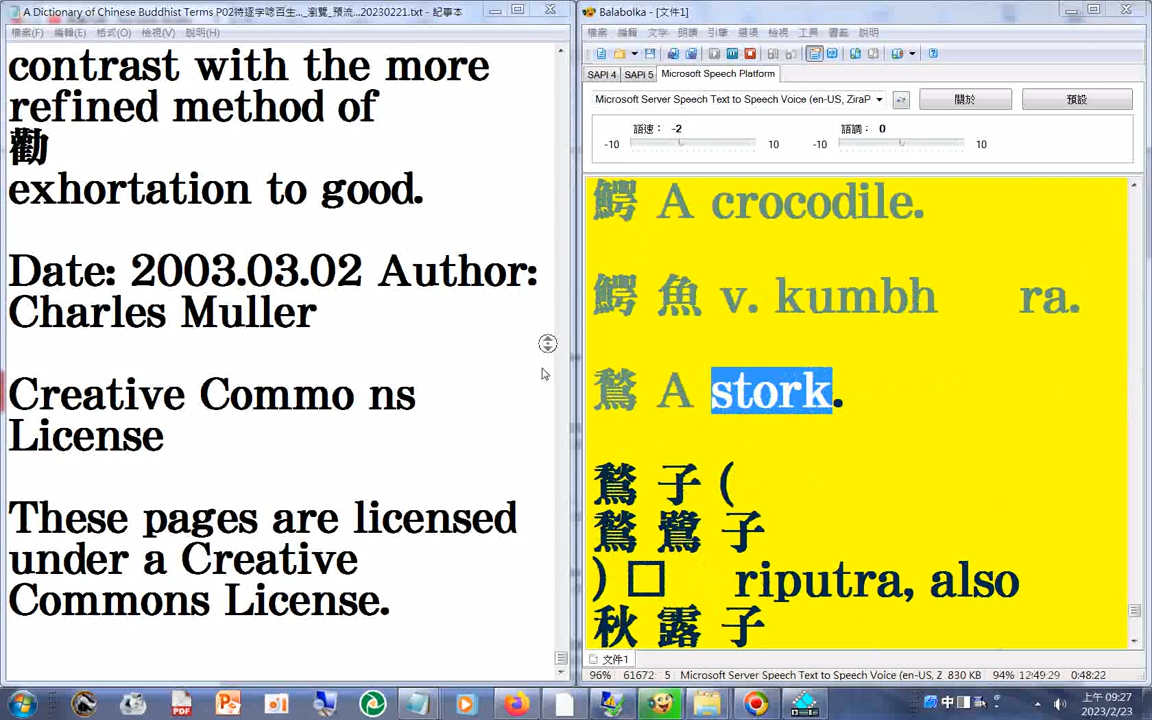 A Dictionary of Chinese Buddhist Terms P02待逐字唸百生..._瀏覽_預流...20230221.txt - 記事本
檔案(F) 編輯(E) 格式(O) 檢視(V) 說明(H)
contrast with the more
refined method of
勸
exhortation to good.
Date: 2003.03.02 Author:
Charles Muller
Creative Commo ns
License
These pages are licensed
under a Creative
Commons License.
Balabolka - [文件1]
檔案 編輯 文字 朗讀 引擎 選項 檢視 工具 書籤 說明
SAPI 4 SAPI 5 Microsoft Speech Platform
Microsoft Server Speech Text to Speech Voice (en-US, ZiraP
關於 預設
語速: -2 語調: 0
-10 10 -10 10
鰐 A crocodile.
鰐 魚 v. kumbh ra.
鶖 A stork.
鶖 子 (
鶖 鷺 子
) □ riputra, also
秋 露 子
文件1
96% 61672: 5 Microsoft Server Speech Text to Speech Voice (en-US, Z 830 KB 94% 12:49:29 0:48:22
PDF
中
上午 09:27
2023/2/23